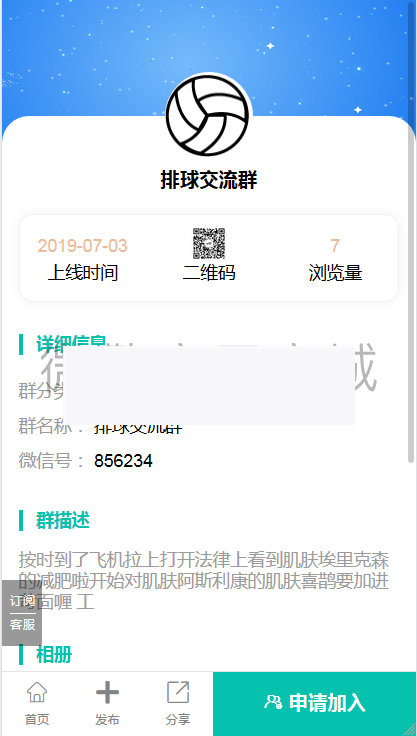 排球交流群
2019-07-03
7
上线时间
二维码
浏览量
详细信息
群分类
群名称： 排球交流群
微信号： 856234
群描述
按时到了飞机拉上打开法律上看到肌肤埃里克森
的减肥啦开始对肌肤阿斯利康的肌肤喜鹊要加进
面喱 工
订阅
客服
相册
首页
发布
分享
申请加入